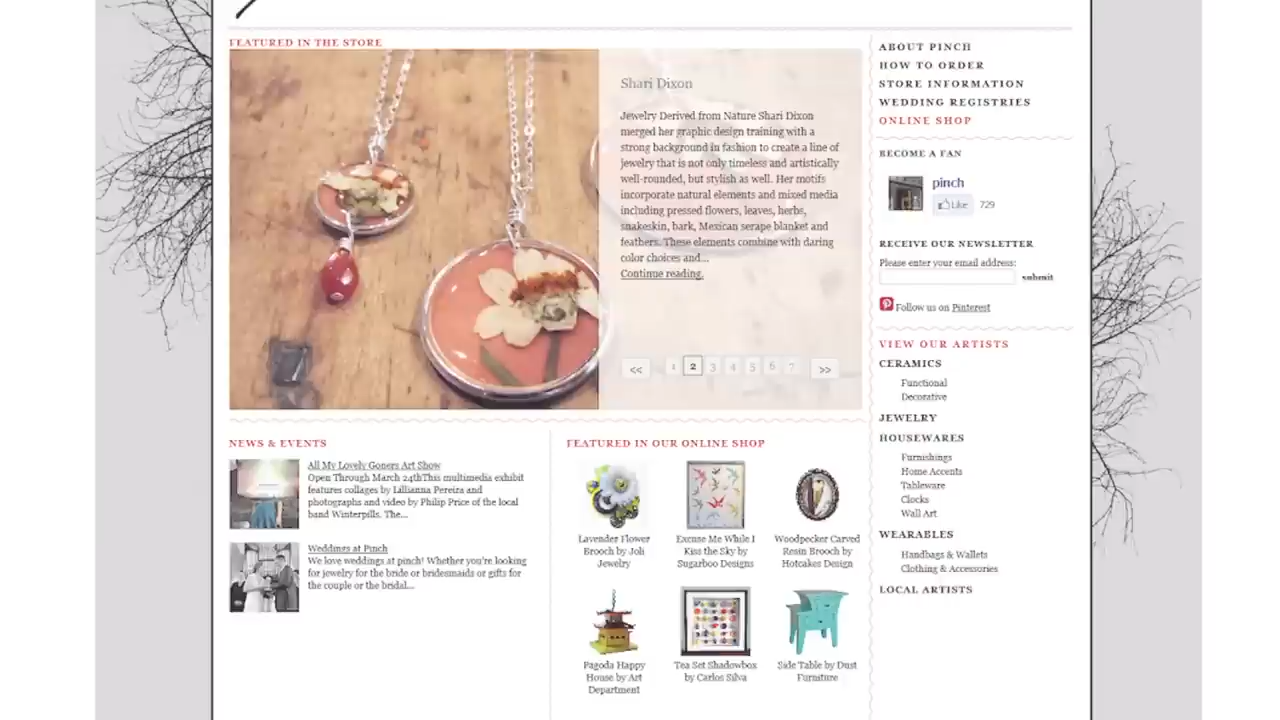 FEATURED IN THE STORE
Shari Dixon
Jewelry Derived from Nature Shari Dixon
merged her graphic design training with a
strong background in fashion to create a line of
jewelry that is not only timeless and artistically
well-rounded, but stylish as well. Her motifs
incorporate natural elements and mixed media
including pressed flowers, leaves, herbs,
snakeskin, bark, Mexican serape blanket and
feathers. These elements combine with daring
color choices and...
Continue reading.
<< 1 2 3 4 5 6 7 >>
NEWS & EVENTS
All My Lovely Goners Art Show
Open Through March 24thThis multimedia exhibit
features collages by Lillianna Pereira and
photographs and video by Philip Price of the local
band Winterpills. The...
Weddings at Pinch
We love weddings at pinch! Whether you're looking
for jewelry for the bride or bridesmaids or gifts for
the couple or the bridal...
FEATURED IN OUR ONLINE SHOP
Lavender Flower
Brooch by Joli
Jewelry
Excuse Me While I
Kiss the Sky by
Sugarboo Designs
Woodpecker Carved
Resin Brooch by
Hotcakes Design
Pagoda Happy
House by Art
Department
Tea Set Shadowbox
by Carlos Silva
Side Table by Dust
Furniture
ABOUT PINCH
HOW TO ORDER
STORE INFORMATION
WEDDING REGISTRIES
ONLINE SHOP
BECOME A FAN
pinch
Like 729
RECEIVE OUR NEWSLETTER
Please enter your email address:
submit
Follow us on Pinterest
VIEW OUR ARTISTS
CERAMICS
Functional
Decorative
JEWELRY
HOUSEWARES
Furnishings
Home Accents
Tableware
Clocks
Wall Art
WEARABLES
Handbags & Wallets
Clothing & Accessories
LOCAL ARTISTS